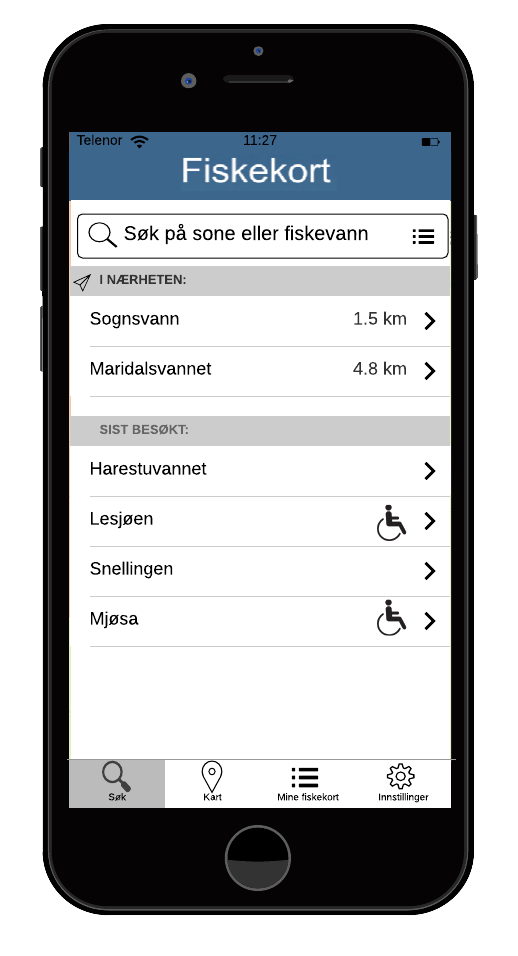 Telenor 11:27
Fiskekort
Søk på sone eller fiskevann
I NÆRHETEN:
Sognsvann 1.5 km
Maridalsvannet 4.8 km
SIST BESØKT:
Harestuvannet
Lesjøen
Snellingen
Mjøsa
Søk Kart Mine fiskekort Innstillinger